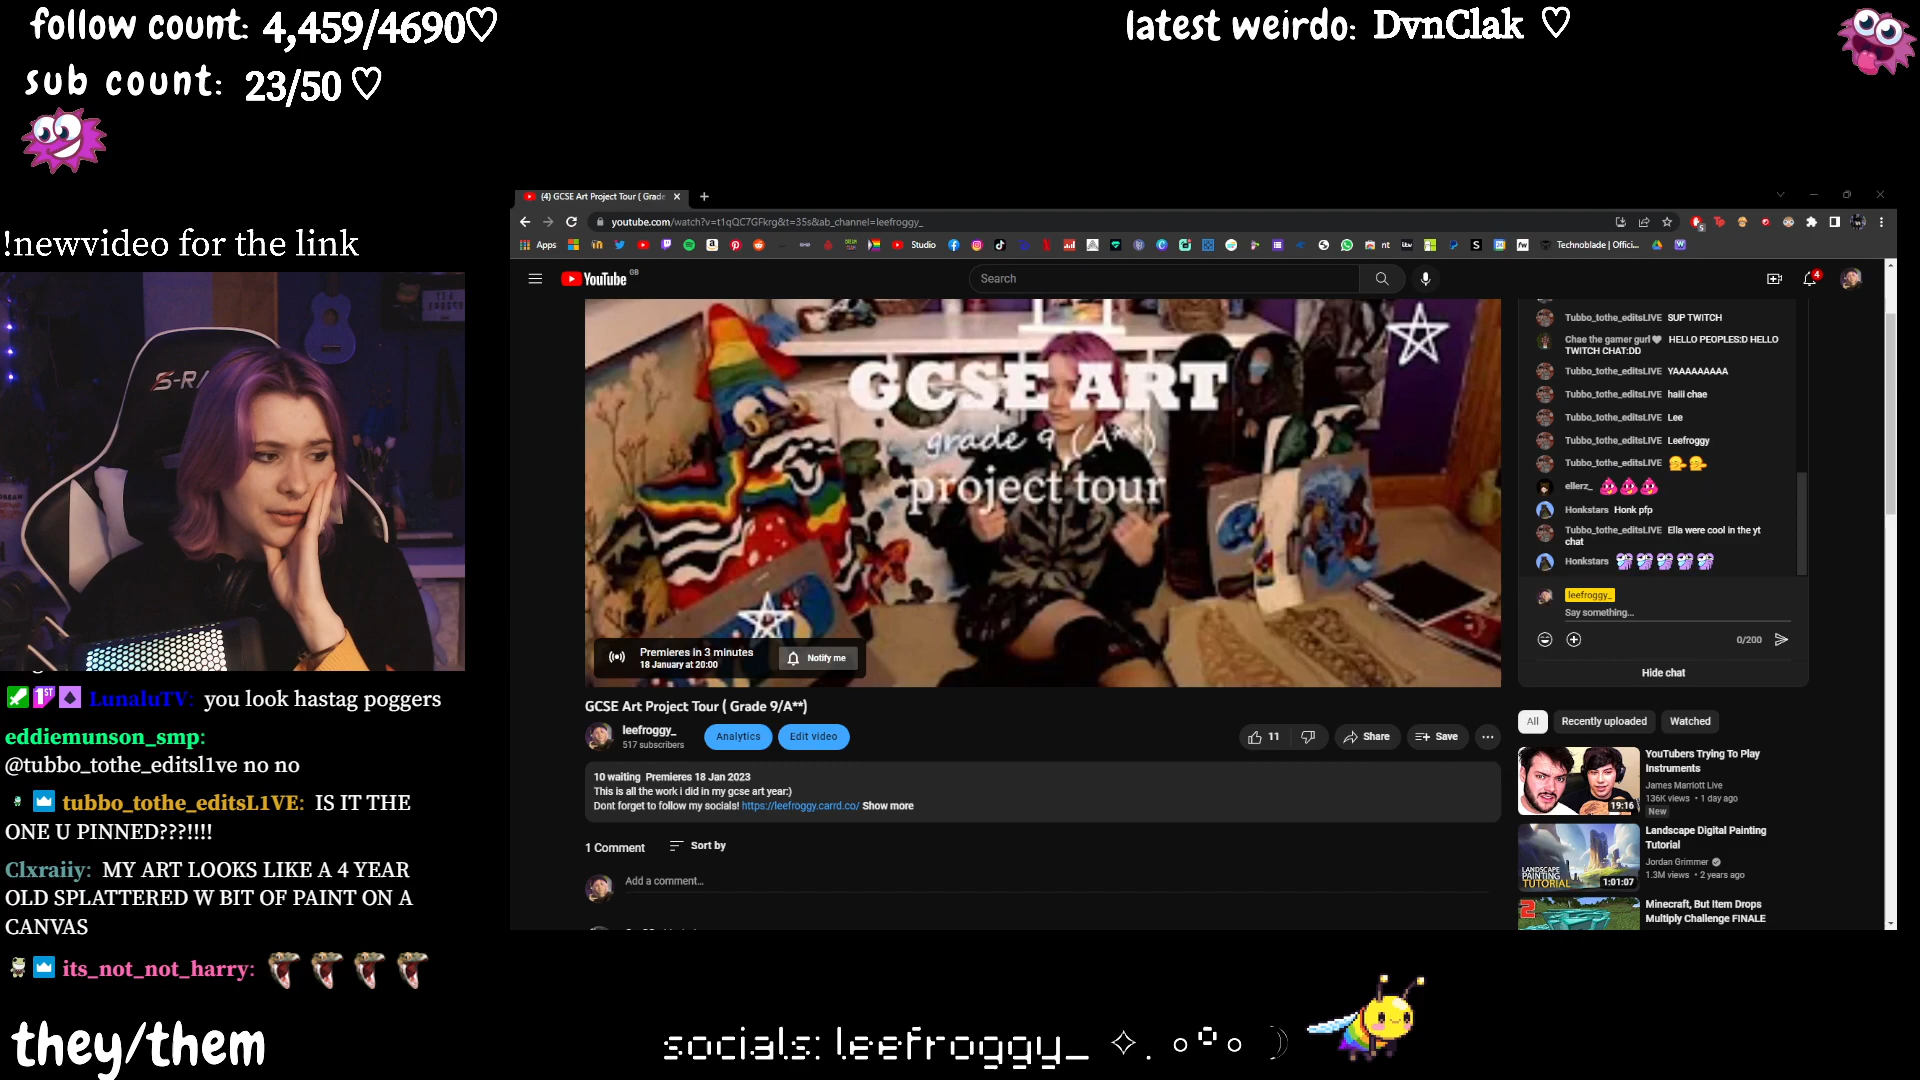 follow count: 4,459/4690♡
latest weirdo: DvnClak ♡
sub count: 23/50 ♡
!newvideo for the link
(4) GCSE Art Project Tour ( Grade
youtube.com/watch?v=t1qQC7GFkrg&t=35s&ab_channel=leefroggy_
Apps
Studio
nt
Technoblade | Offici...
YouTube GB
Search
4
S-RA
GCSE ART
grade 9 (A**)
project tour
Premieres in 3 minutes
18 January at 20:00
Notify me
Tubbo_tothe_editsLIVE SUP TWITCH
Chae the gamer gurl🖤 HELLO PEOPLES:D HELLO
TWITCH CHAT:DD
Tubbo_tothe_editsLIVE YAAAAAAAAA
Tubbo_tothe_editsLIVE haiii chae
Tubbo_tothe_editsLIVE Lee
Tubbo_tothe_editsLIVE Leefroggy
Tubbo_tothe_editsLIVE
ellerz_
Honkstars Honk pfp
Tubbo_tothe_editsLIVE Ella were cool in the yt
chat
Honkstars
leefroggy_
Say something...
0/200
Hide chat
GCSE Art Project Tour ( Grade 9/A**)
leefroggy_
517 subscribers
Analytics
Edit video
11
Share
Save
10 waiting Premieres 18 Jan 2023
This is all the work i did in my gcse art year:)
Dont forget to follow my socials! https://leefroggy.carrd.co/ Show more
1 Comment
Sort by
Add a comment...
All
Recently uploaded
Watched
YouTubers Trying To Play
Instruments
James Marriott Live
136K views • 1 day ago
New
19:16
Landscape Digital Painting
Tutorial
Jordan Grimmer
1.3M views • 2 years ago
LANDSCAPE
PAINTING
TUTORIAL
1:01:07
Minecraft, But Item Drops
Multiply Challenge FINALE
2
1ST
LunaluTV: you look hastag poggers
eddiemunson_smp:
@tubbo_tothe_editsl1ve no no
tubbo_tothe_editsL1VE: IS IT THE
ONE U PINNED???!!!!
Clxraiiy: MY ART LOOKS LIKE A 4 YEAR
OLD SPLATTERED W BIT OF PAINT ON A
CANVAS
its_not_not_harry:
they/them
socials: leefroggy_